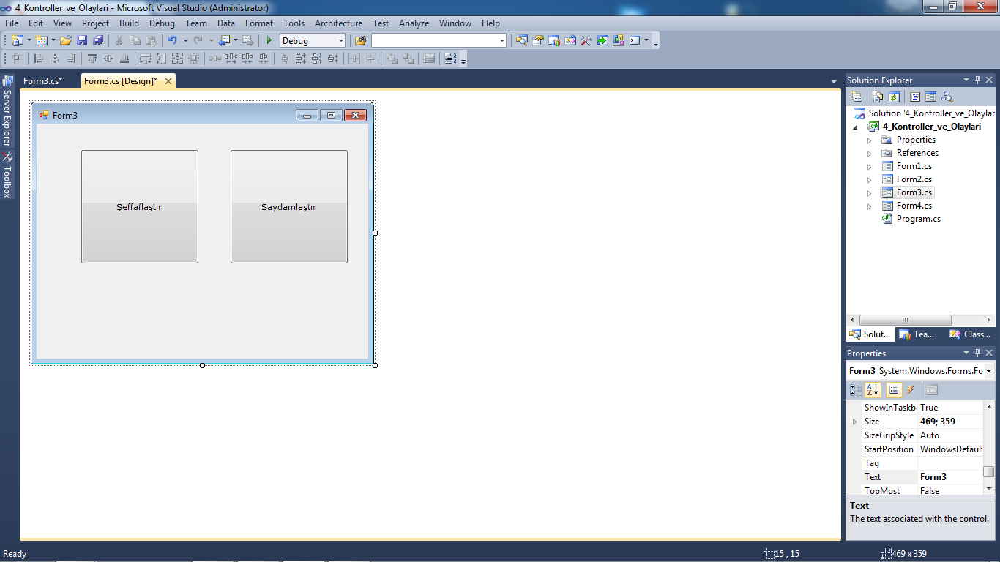 4_Kontroller_ve_Olaylari - Microsoft Visual Studio (Administrator)
File Edit View Project Build Debug Team Data Format Tools Architecture Test Analyze Window Help
Debug
Server Explorer
Toolbox
Form3.cs*
Form3.cs [Design]*
Form3
Şeffaflaştır
Saydamlaştır
Solution Explorer
Solution '4_Kontroller_ve_Olaylar
4_Kontroller_ve_Olaylari
Properties
References
Form1.cs
Form2.cs
Form3.cs
Form4.cs
Program.cs
Solut... Tea... Class...
Properties
Form3 System.Windows.Forms.Fo
ShowInTaskb True
Size 469; 359
SizeGripStyle Auto
StartPosition WindowsDefault
Tag
Text Form3
TopMost False
Text
The text associated with the control.
Ready
15 , 15
469 x 359